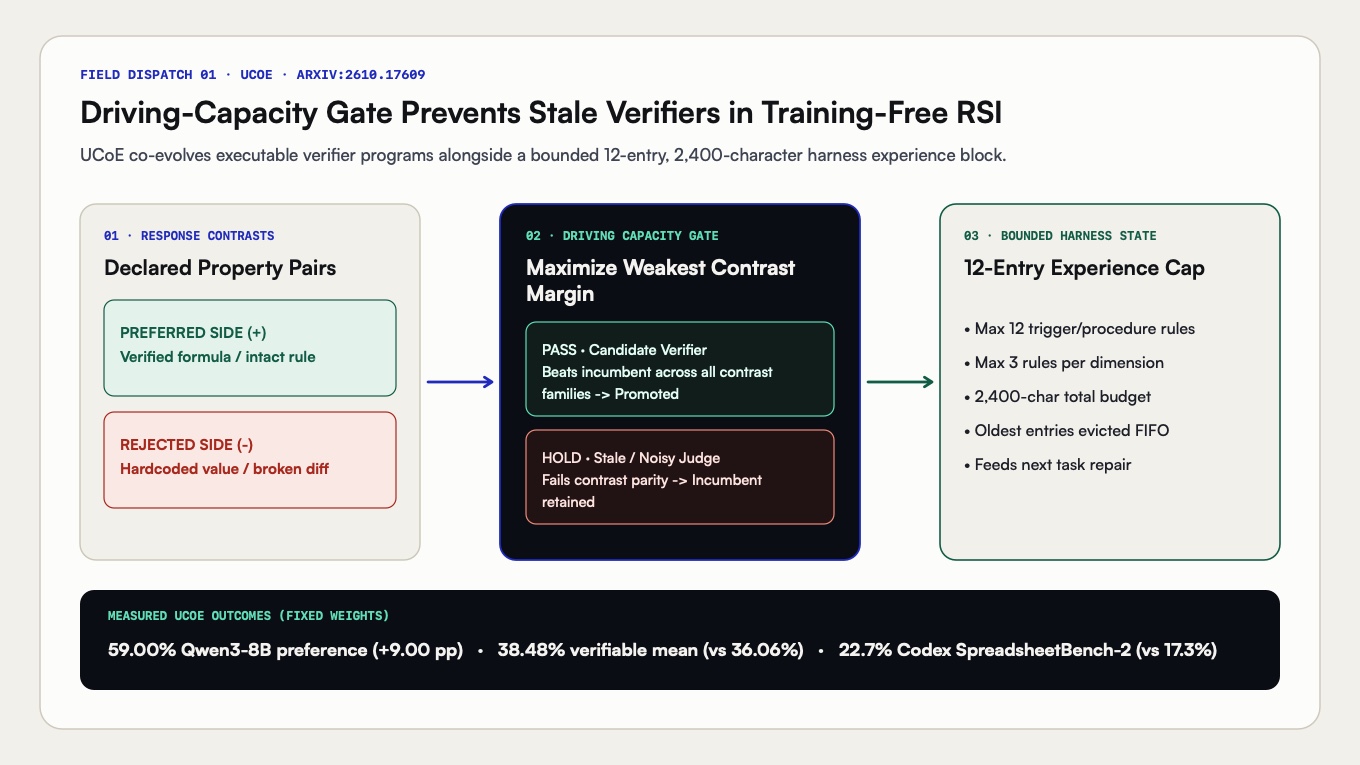 FIELD DISPATCH 01 · UCOE · ARXIV:2610.17609
Driving-Capacity Gate Prevents Stale Verifiers in Training-Free RSI
UCoE co-evolves executable verifier programs alongside a bounded 12-entry, 2,400-character harness experience block.
01 · RESPONSE CONTRASTS
Declared Property Pairs
PREFERRED SIDE (+)
Verified formula / intact rule
REJECTED SIDE (-)
Hardcoded value / broken diff
02 · DRIVING CAPACITY GATE
Maximize Weakest Contrast
Margin
PASS · Candidate Verifier
Beats incumbent across all contrast
families -> Promoted
HOLD · Stale / Noisy Judge
Fails contrast parity -> Incumbent
retained
03 · BOUNDED HARNESS STATE
12-Entry Experience Cap
• Max 12 trigger/procedure rules
• Max 3 rules per dimension
• 2,400-char total budget
• Oldest entries evicted FIFO
• Feeds next task repair
MEASURED UCOE OUTCOMES (FIXED WEIGHTS)
59.00% Qwen3-8B preference (+9.00 pp) · 38.48% verifiable mean (vs 36.06%) · 22.7% Codex SpreadsheetBench-2 (vs 17.3%)